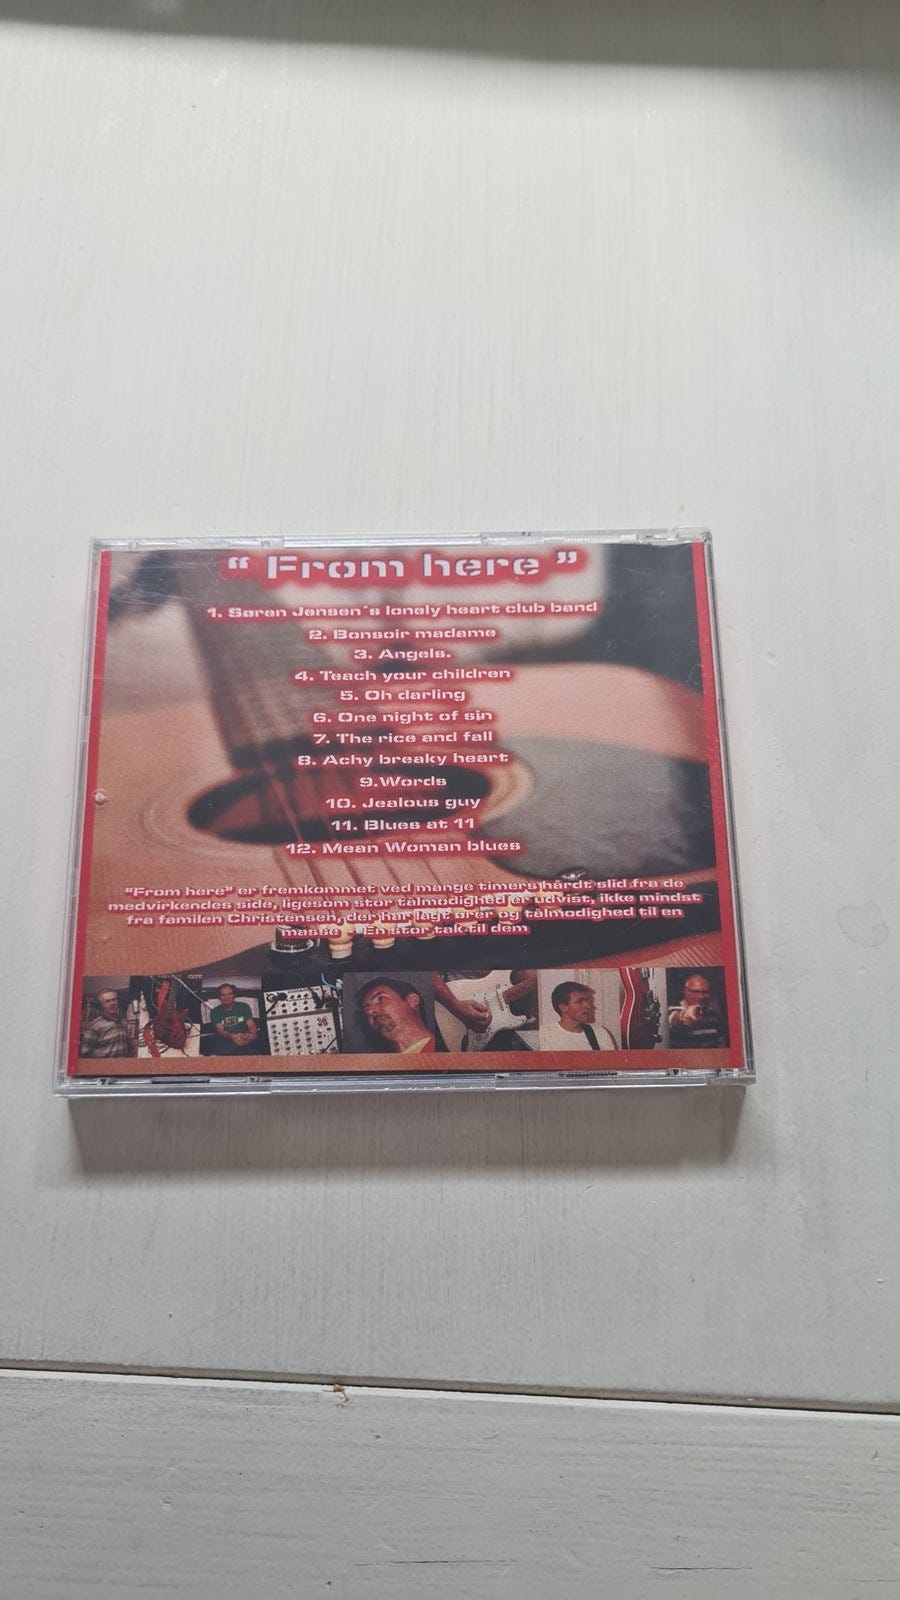 " From here "
1. Søren Jensen´s lonely heart club band
2. Bonsoir madame
3. Angels.
4. Teach your children
5. Oh darling
6. One night of sin
7. The rice and fall
8. Achy breaky heart
9.Words
10. Jealous guy
11. Blues at 11
12. Mean Woman blues
"From here" er fremkommet ved mange timers hårdt slid fra de
medvirkendes side, ligesom stor tålmodighed er udvist, ikke mindst
fra familen Christensen, der har lagt ører og tålmodighed til en
masse - En stor tak til dem